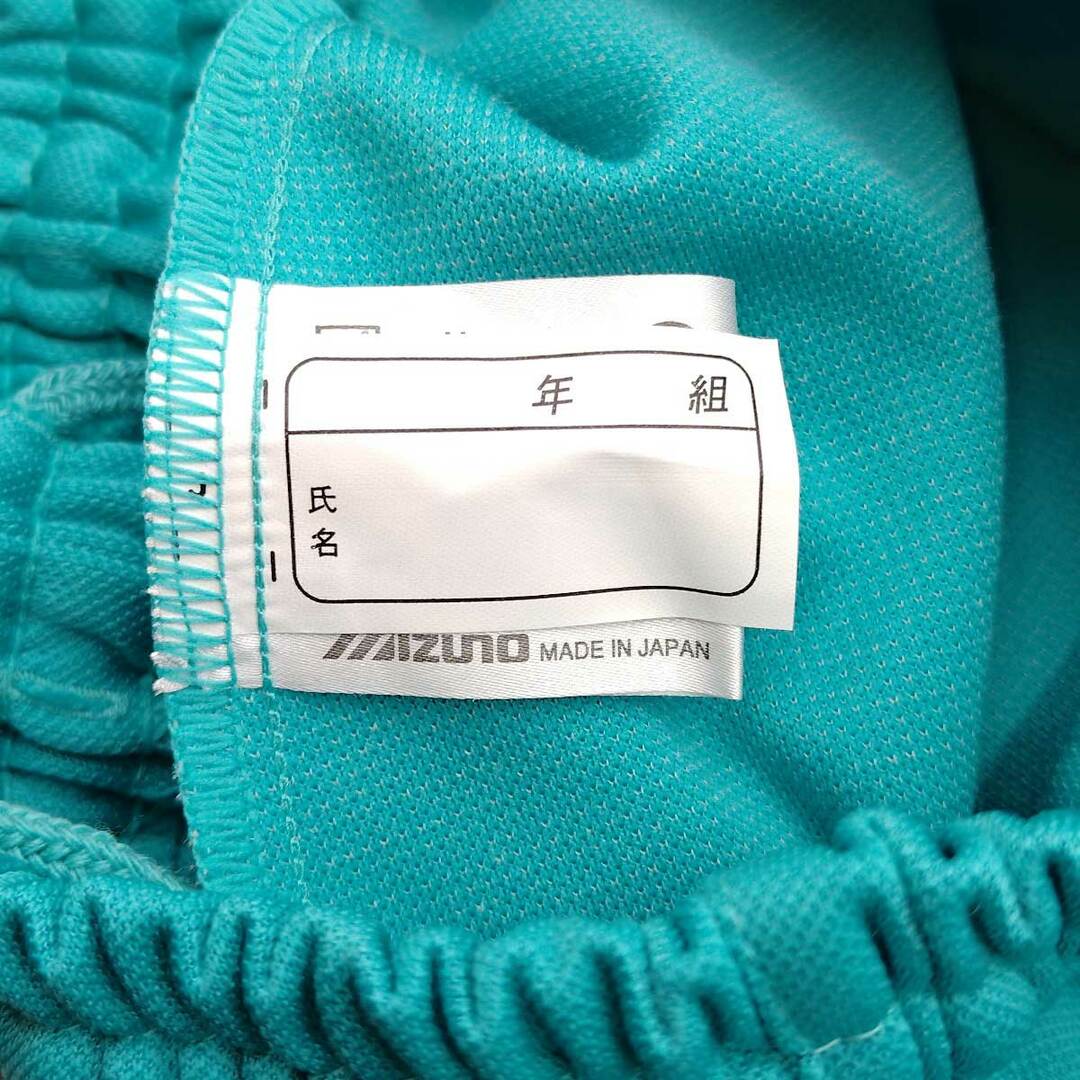 年 組
氏
名
MIZUNO MADE IN JAPAN